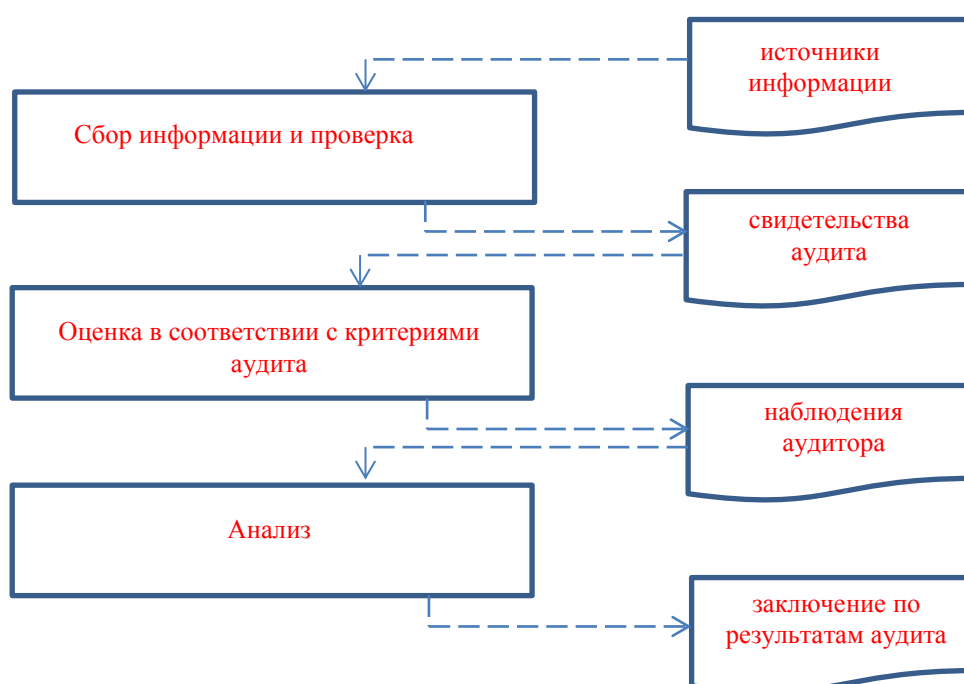 источники
информации
Сбор информации и проверка
свидетельства
аудита
Оценка в соответствии с критериями
аудита
наблюдения
аудитора
Анализ
заключение по
результатам аудита